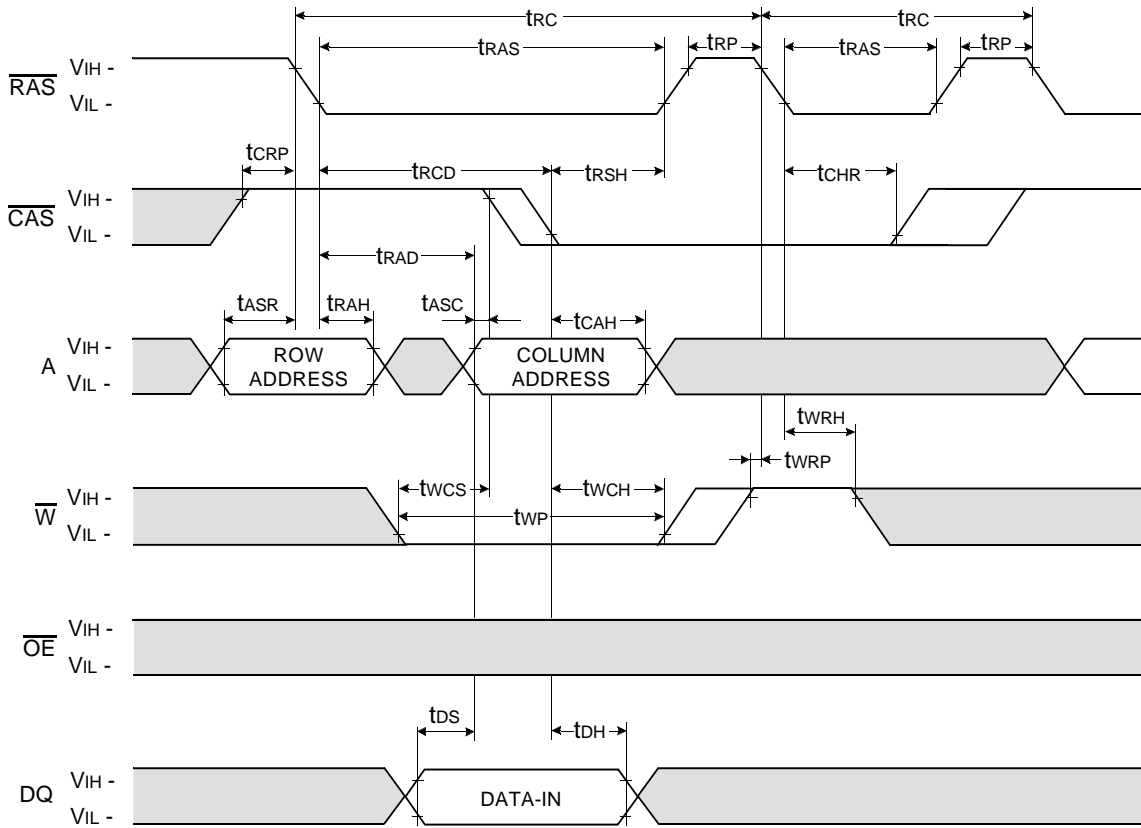 tRC tRC
tRAS tRP tRAS tRP
RAS VIH -
VIL -
tCRP tRCD tRSH tCHR
CAS VIH -
VIL -
tRAD
tASR tRAH tASC tCAH
A VIH -
VIL -
ROW ADDRESS
COLUMN ADDRESS
tWRH
tWRP
tWCS tWCH
W VIH -
VIL -
tWP
OE VIH -
VIL -
tDS tDH
DQ VIH -
VIL -
DATA-IN